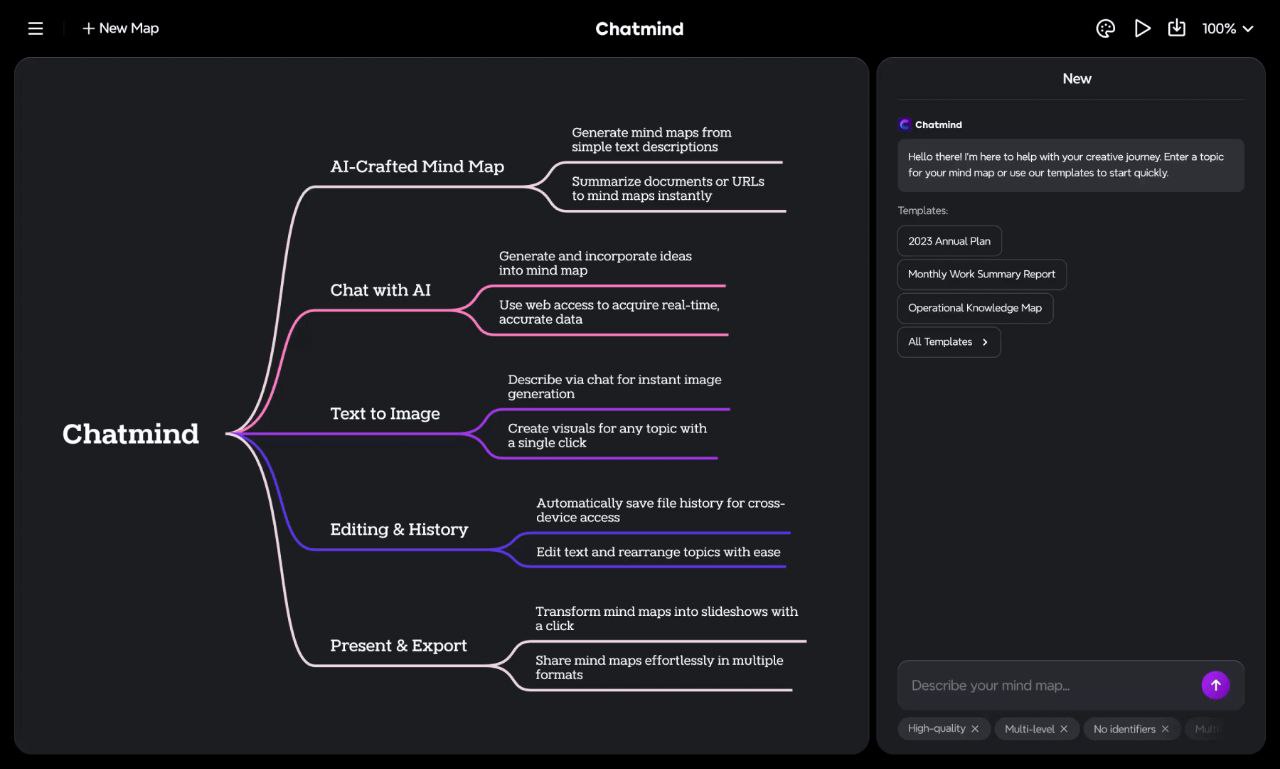 New Map
Chatmind
100%
Chatmind
AI-Crafted Mind Map
Generate mind maps from
simple text descriptions
Summarize documents or URLs
to mind maps instantly
Chat with AI
Generate and incorporate ideas
into mind map
Use web access to acquire real-time,
accurate data
Text to Image
Describe via chat for instant image
generation
Create visuals for any topic with
a single click
Editing & History
Automatically save file history for cross-
device access
Edit text and rearrange topics with ease
Present & Export
Transform mind maps into slideshows with
a click
Share mind maps effortlessly in multiple
formats
New
Chatmind
Hello there! I'm here to help with your creative journey. Enter a topic
for your mind map or use our templates to start quickly.
Templates:
2023 Annual Plan
Monthly Work Summary Report
Operational Knowledge Map
All Templates
Describe your mind map...
High-quality
Multi-level
No identifiers